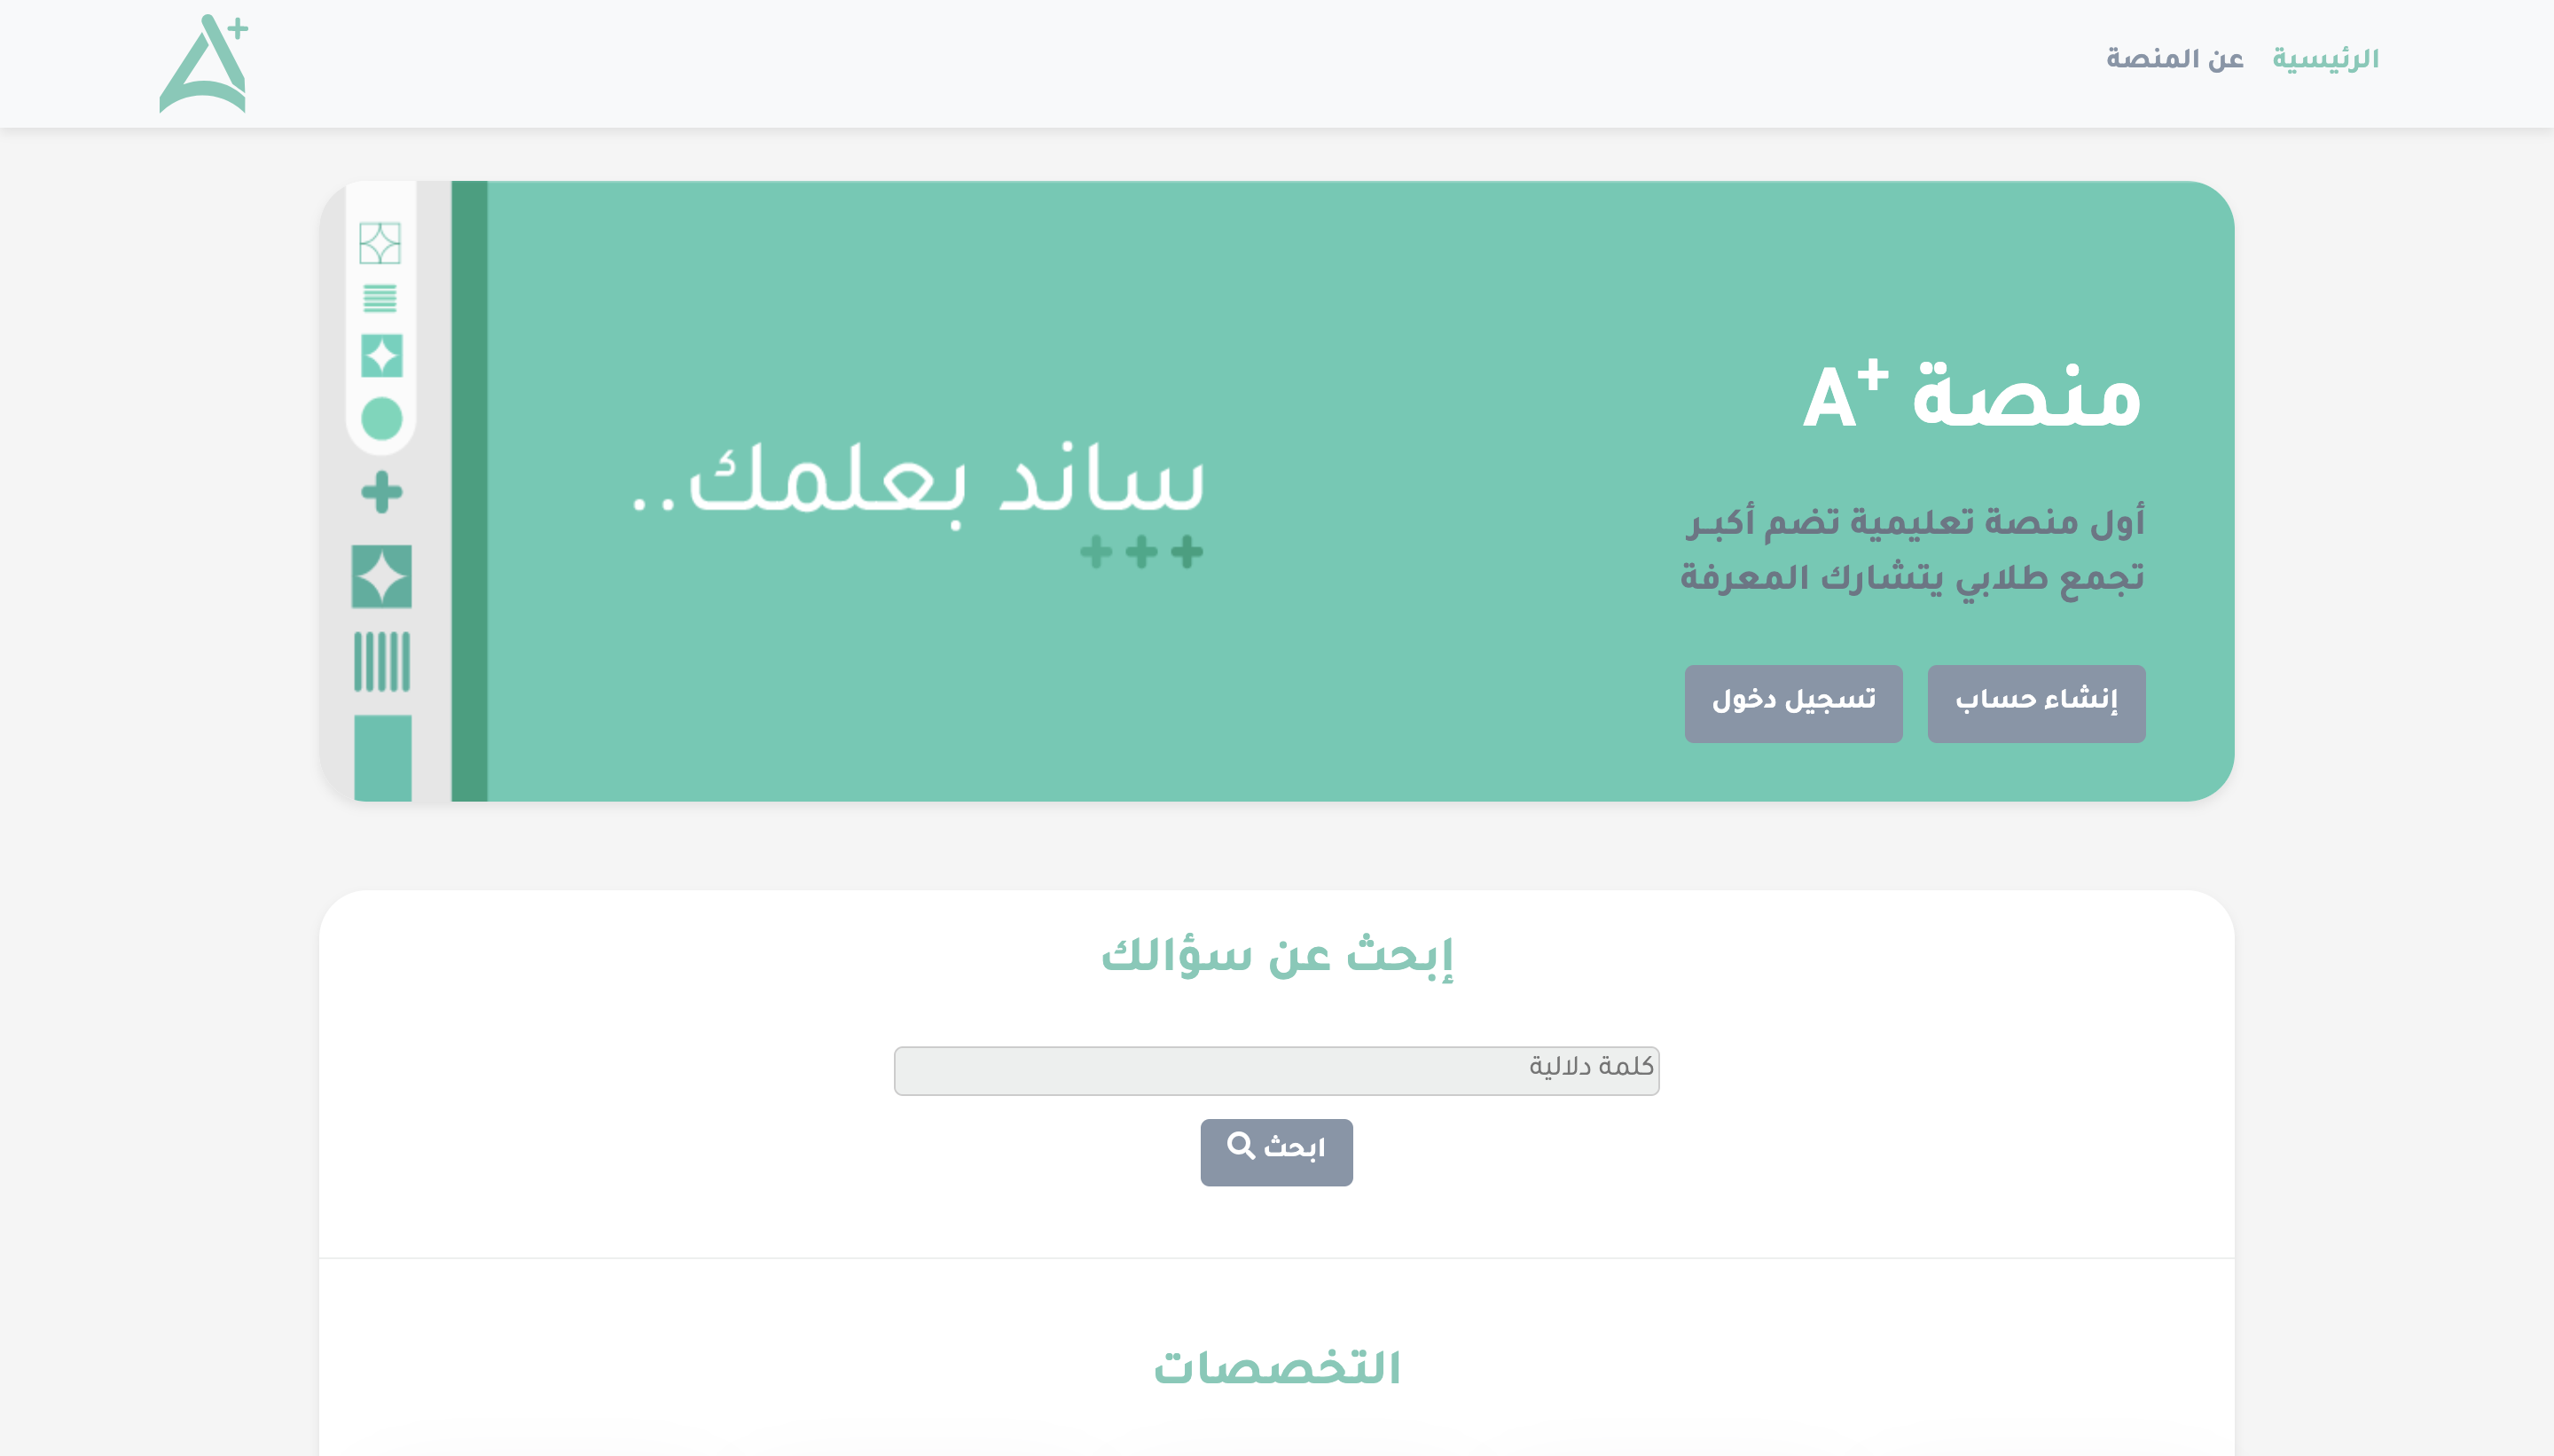 الرئيسية
عن المنصة
منصة A+
أول منصة تعليمية تضم أكبر
تجمع طلابي يتشارك المعرفة
إنشاء حساب
تسجيل دخول
ساند بعلمك..
إبحث عن سؤالك
كلمة دلالية
ابحث
التخصصات